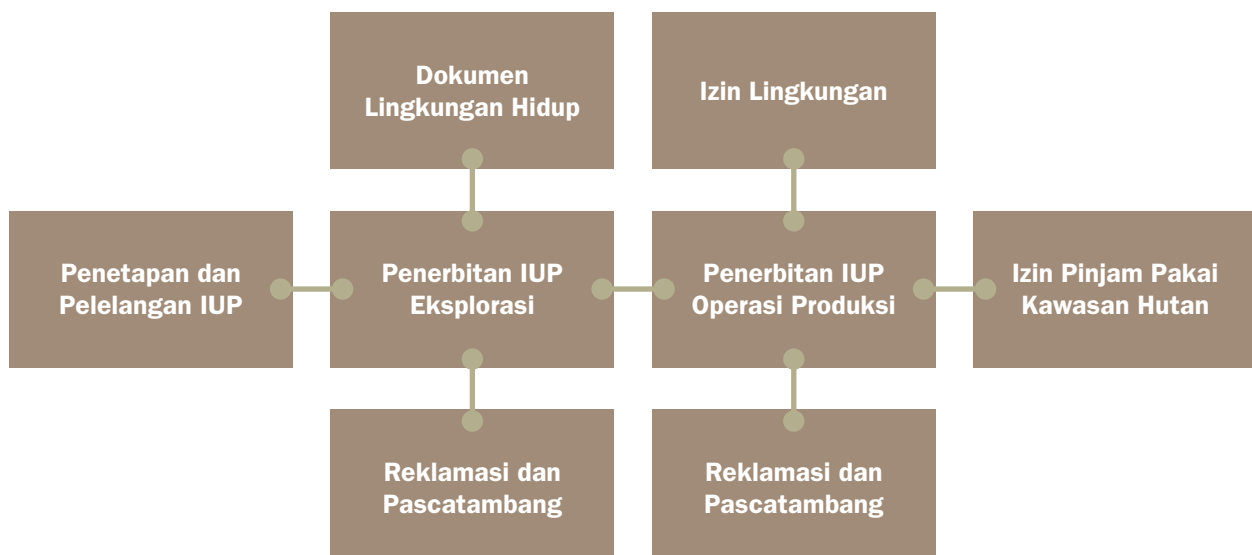 Dokumen
Lingkungan Hidup
Izin Lingkungan
Penetapan dan
Pelelangan IUP
Penerbitan IUP
Eksplorasi
Penerbitan IUP
Operasi Produksi
Izin Pinjam Pakai
Kawasan Hutan
Reklamasi dan
Pascatambang
Reklamasi dan
Pascatambang